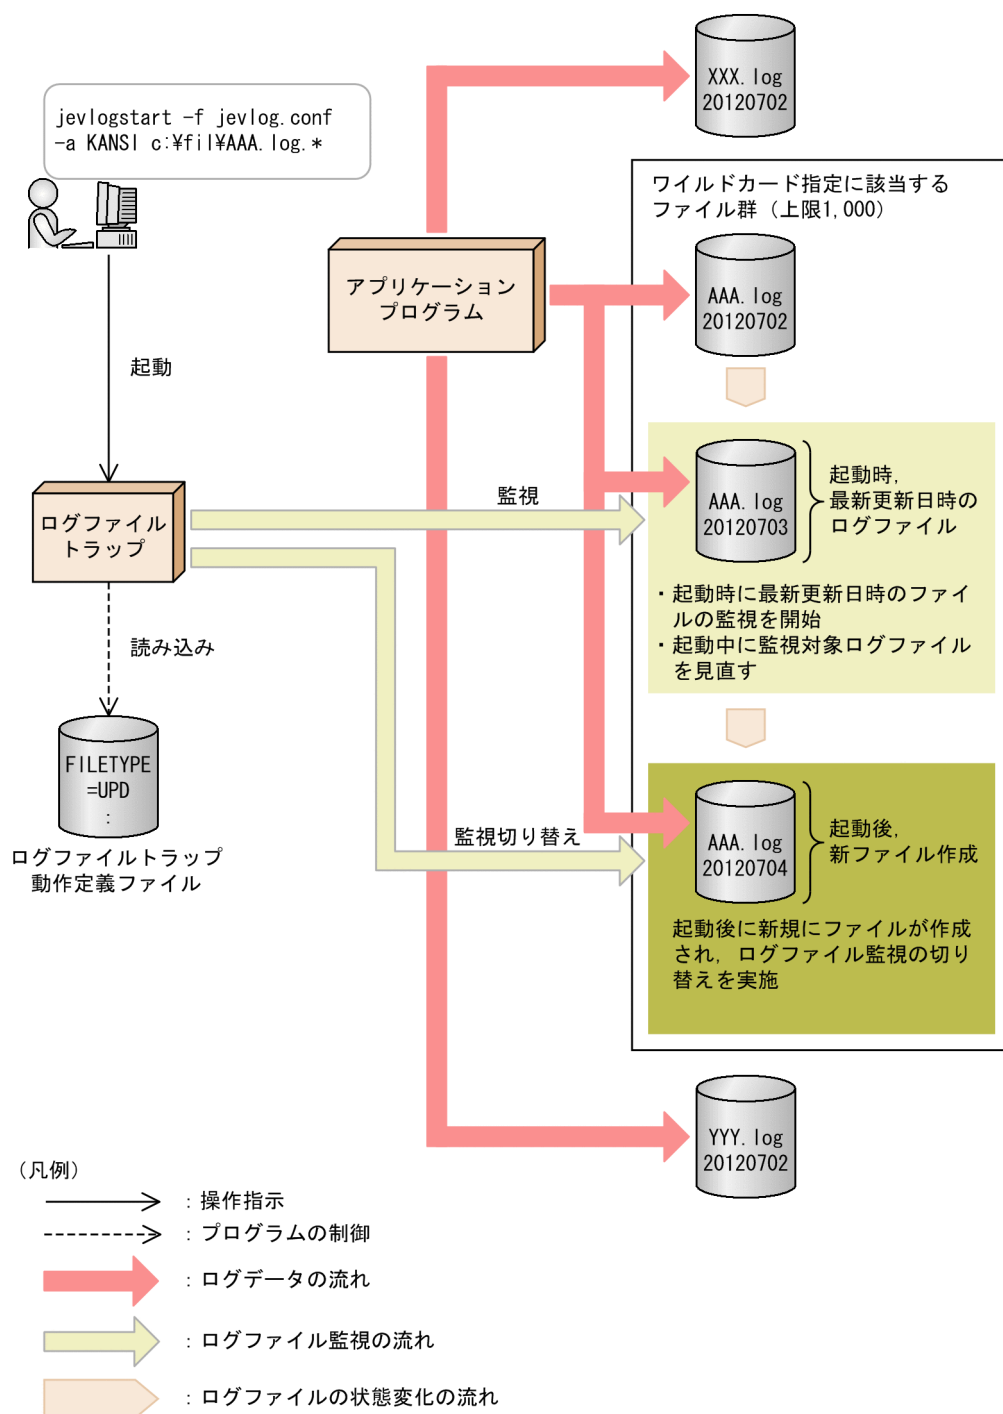 XXX.log
20120702
jevlogstart -f jevlog.conf
-a KANSI c:¥fil¥AAA.log.*
ワイルドカード指定に該当する
ファイル群（上限1,000）
アプリケーション
プログラム
AAA.log
20120702
起動
監視
AAA.log
20120703
起動時，
最新更新日時の
ログファイル
ログファイル
トラップ
・起動時に最新更新日時のファイ
ルの監視を開始
・起動中に監視対象ログファイル
を見直す
読み込み
FILETYPE
=UPD
:
ログファイルトラップ
動作定義ファイル
監視切り替え
AAA.log
20120704
起動後，
新ファイル作成
起動後に新規にファイルが作成
され，ログファイル監視の切り
替えを実施
YYY.log
20120702
（凡例）
：操作指示
：プログラムの制御
：ログデータの流れ
：ログファイル監視の流れ
：ログファイルの状態変化の流れ